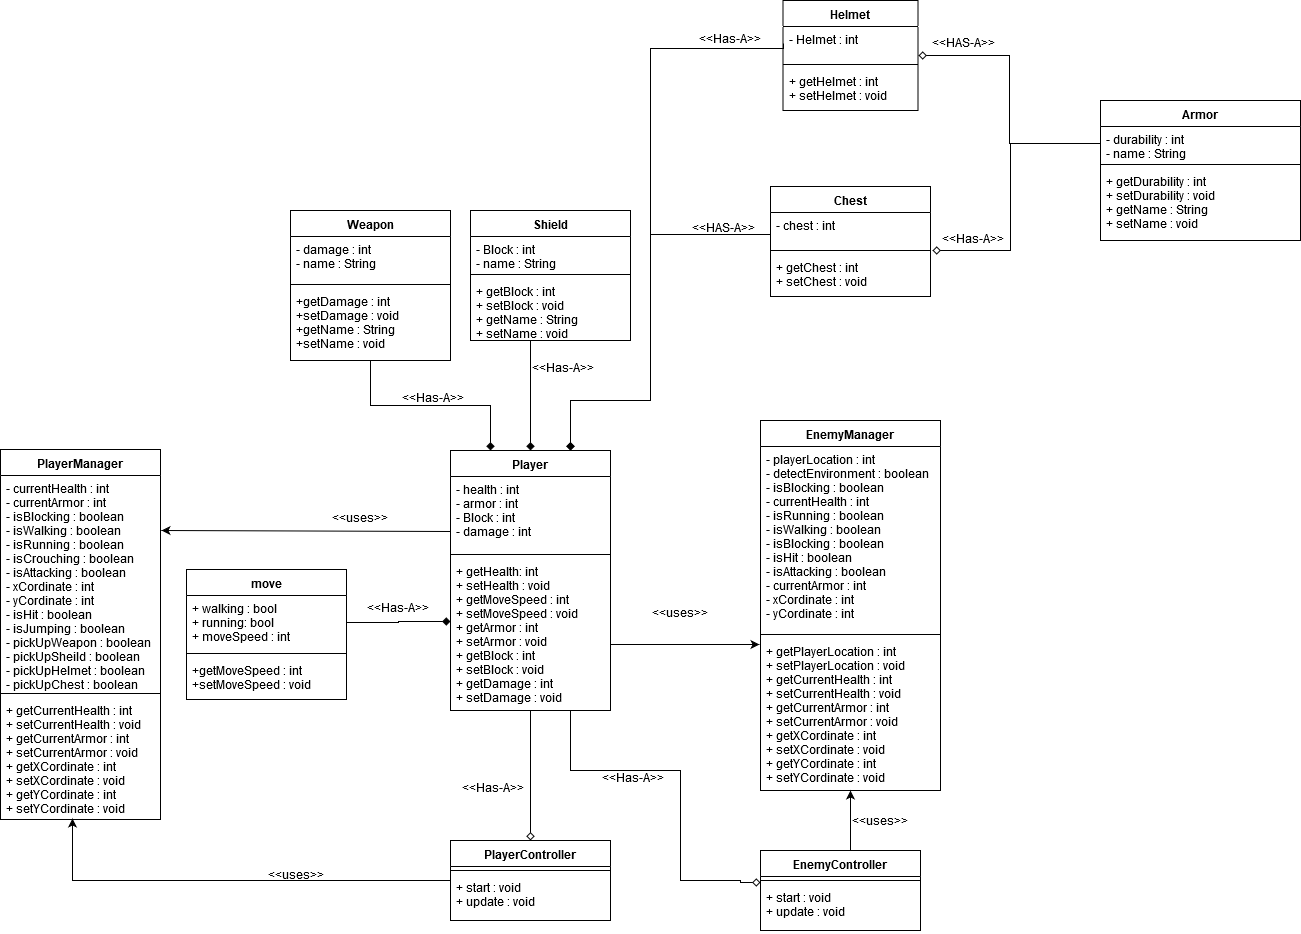 Helmet
- Helmet : int
+ getHelmet : int
+ setHelmet : void
<<Has-A>>
<<HAS-A>>
Armor
- durability : int
- name : String
+ getDurability : int
+ setDurability : void
+ getName : String
+ setName : void
Chest
- chest : int
+ getChest : int
+ setChest : void
<<HAS-A>>
<<Has-A>>
Weapon
- damage : int
- name : String
+getDamage : int
+setDamage : void
+getName : String
+setName : void
<<Has-A>>
Shield
- Block : int
- name : String
+ getBlock : int
+ setBlock : void
+ getName : String
+ setName : void
<<Has-A>>
PlayerManager
- currentHealth : int
- currentArmor : int
- isBlocking : boolean
- isWalking : boolean
- isRunning : boolean
- isCrouching : boolean
- isAttacking : boolean
- xCordinate : int
- yCordinate : int
- isHit : boolean
- isJumping : boolean
- pickUpWeapon : boolean
- pickUpSheild : boolean
- pickUpHelmet : boolean
- pickUpChest : boolean
+ getCurrentHealth : int
+ setCurrentHealth : void
+ getCurrentArmor : int
+ setCurrentArmor : void
+ getXCordinate : int
+ setXCordinate : void
+ getYCordinate : int
+ setYCordinate : void
<<uses>>
move
+ walking : bool
+ running: bool
+ moveSpeed : int
+getMoveSpeed : int
+setMoveSpeed : void
<<Has-A>>
Player
- health : int
- armor : int
- Block : int
- damage : int
+ getHealth: int
+ setHealth : void
+ getMoveSpeed : int
+ setMoveSpeed : void
+ getArmor : int
+ setArmor : void
+ getBlock : int
+ setBlock : void
+ getDamage : int
+ setDamage : void
<<uses>>
EnemyManager
- playerLocation : int
- detectEnvironment : boolean
- isBlocking : boolean
- currentHealth : int
- isRunning : boolean
- isWalking : boolean
- isBlocking : boolean
- isHit : boolean
- isAttacking : boolean
- currentArmor : int
- xCordinate : int
- yCordinate : int
+ getPlayerLocation : int
+ setPlayerLocation : void
+ getCurrentHealth : int
+ setCurrentHealth : void
+ getCurrentArmor : int
+ setCurrentArmor : void
+ getXCordinate : int
+ setXCordinate : void
+ getYCordinate : int
+ setYCordinate : void
<<Has-A>>
<<Has-A>>
<<uses>>
<<uses>>
PlayerController
+ start : void
+ update : void
EnemyController
+ start : void
+ update : void